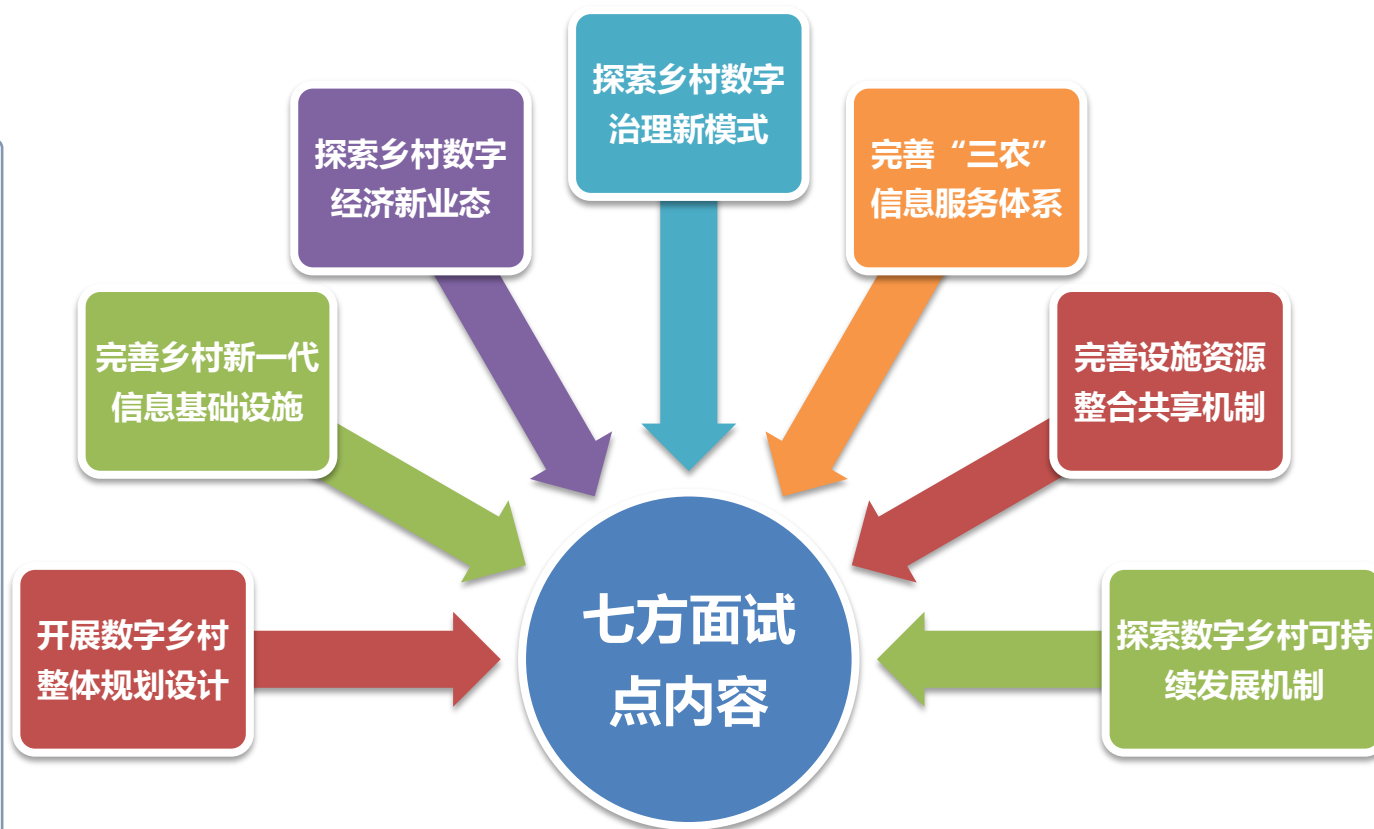 探索乡村数字
治理新模式
探索乡村数字
经济新业态
完善“三农”
信息服务体系
完善乡村新一代
信息基础设施
完善设施资源
整合共享机制
开展数字乡村
整体规划设计
七方面试
点内容
探索数字乡村可持
续发展机制